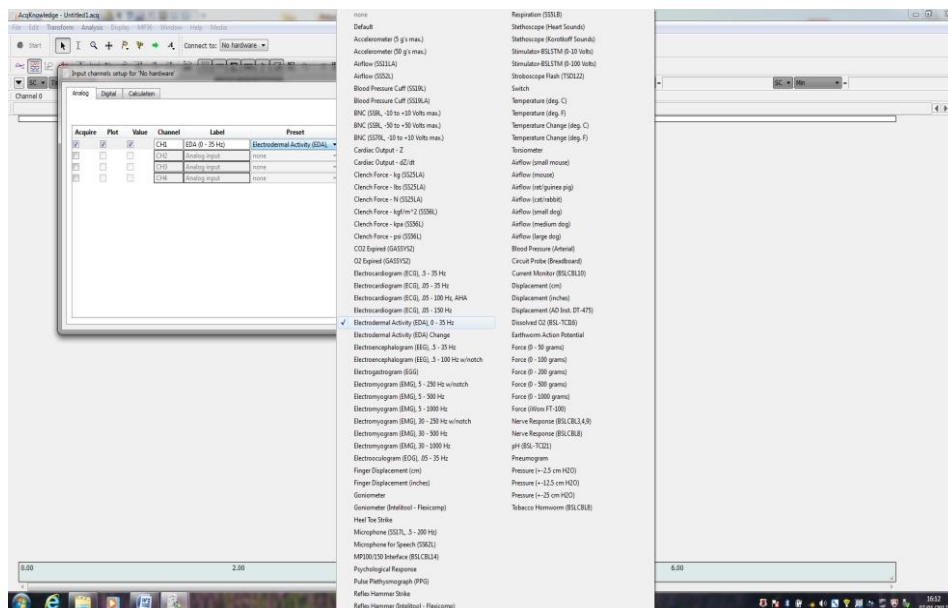 AcqKnowledge - Untitled1.acq
File Edit Transform Analysis Display MP36 Window Help Media
Start
Connect to: No hardware
Input channels setup for 'No hardware'
SC
SC Min
Channel 0
Analog Digital Calculation
Acquire Plot Value Channel Label Preset
CH1 EDA (0 - 35 Hz) Electrodermal Activity (EDA),
CH2 Analog input none
CH3 Analog input none
CH4 Analog input none
none
Default
Accelerometer (5 g's max.)
Accelerometer (50 g's max.)
Airflow (SS11LA)
Airflow (SS52L)
Blood Pressure Cuff (SS19L)
Blood Pressure Cuff (SS19LA)
BNC (SS9L, -10 to +10 Volts max.)
BNC (SS9L, -50 to +50 Volts max.)
BNC (SS70L, -10 to +10 Volts max.)
Cardiac Output - Z
Cardiac Output - dZ/dt
Clench Force - kg (SS25LA)
Clench Force - lbs (SS25LA)
Clench Force - N (SS25LA)
Clench Force - kgf/m^2 (SS56L)
Clench Force - kpa (SS56L)
Clench Force - psi (SS56L)
CO2 Expired (GASSYS2)
O2 Expired (GASSYS2)
Electrocardiogram (ECG), .5 - 35 Hz
Electrocardiogram (ECG), .05 - 35 Hz
Electrocardiogram (ECG), .05 - 100 Hz, AHA
Electrocardiogram (ECG), .05 - 150 Hz
Electrodermal Activity (EDA), 0 - 35 Hz
Electrodermal Activity (EDA) Change
Electroencephalogram (EEG), .5 - 35 Hz
Electroencephalogram (EEG), .5 - 100 Hz w/notch
Electrogastrogram (EGG)
Electromyogram (EMG), 5 - 250 Hz w/notch
Electromyogram (EMG), 5 - 500 Hz
Electromyogram (EMG), 5 - 1000 Hz
Electromyogram (EMG), 30 - 250 Hz w/notch
Electromyogram (EMG), 30 - 500 Hz
Electromyogram (EMG), 30 - 1000 Hz
Electrooculogram (EOG), .05 - 35 Hz
Finger Displacement (cm)
Finger Displacement (inches)
Goniometer
Goniometer (Intelitool - Flexicomp)
Heel Toe Strike
Microphone (SS17L, .5 - 200 Hz)
Microphone for Speech (SS62L)
MP100/150 Interface (BSLCBL14)
Psychological Response
Pulse Plethysmograph (PPG)
Reflex Hammer Strike
Reflex Hammer (Intelitool - Flexicomp)
Respiration (SS5LB)
Stethoscope (Heart Sounds)
Stethoscope (Korotkoff Sounds)
Stimulator-BSLSTM (0-10 Volts)
Stimulator-BSLSTM (0-100 Volts)
Stroboscope Flash (TSD122)
Switch
Temperature (deg. C)
Temperature (deg. F)
Temperature Change (deg. C)
Temperature Change (deg. F)
Torsiometer
Airflow (small mouse)
Airflow (mouse)
Airflow (rat/guinea pig)
Airflow (cat/rabbit)
Airflow (small dog)
Airflow (medium dog)
Airflow (large dog)
Blood Pressure (Arterial)
Circuit Probe (Breadboard)
Current Monitor (BSLCBL10)
Displacement (cm)
Displacement (inches)
Displacement (AD Inst. DT-475)
Dissolved O2 (BSL-TCI16)
Earthworm Action Potential
Force (0 - 50 grams)
Force (0 - 100 grams)
Force (0 - 200 grams)
Force (0 - 500 grams)
Force (0 - 1000 grams)
Force (iWorx FT-100)
Nerve Response (BSLCBL3,4,9)
Nerve Response (BSLCBL8)
pH (BSL-TCI21)
Pneumogram
Pressure (+-2.5 cm H2O)
Pressure (+-12.5 cm H2O)
Pressure (+-25 cm H2O)
Tobacco Hornworm (BSLCBL8)
0.00 2.00 6.00
16:52